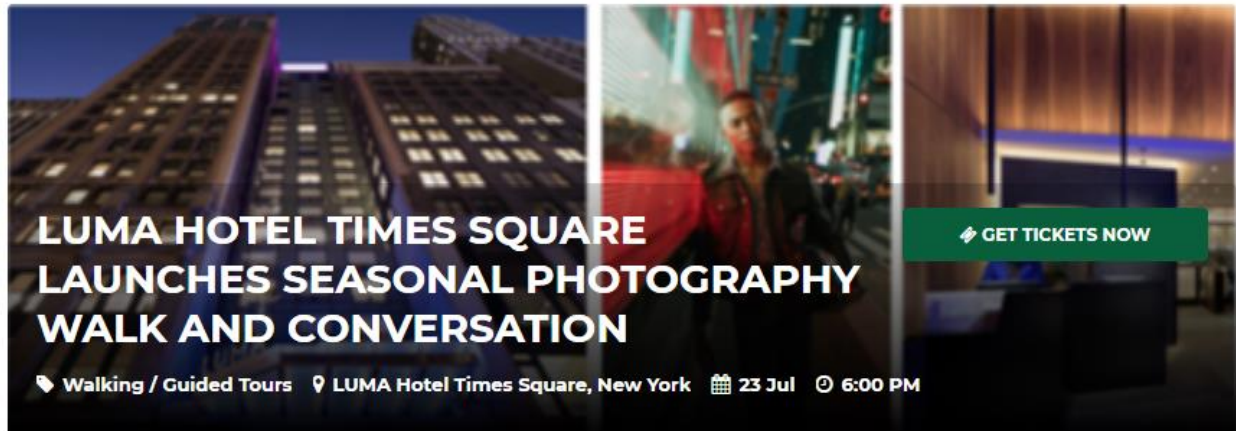 LUMA HOTEL TIMES SQUARE
LAUNCHES SEASONAL PHOTOGRAPHY
WALK AND CONVERSATION
GET TICKETS NOW
Walking / Guided Tours LUMA Hotel Times Square, New York 23 Jul 6:00 PM